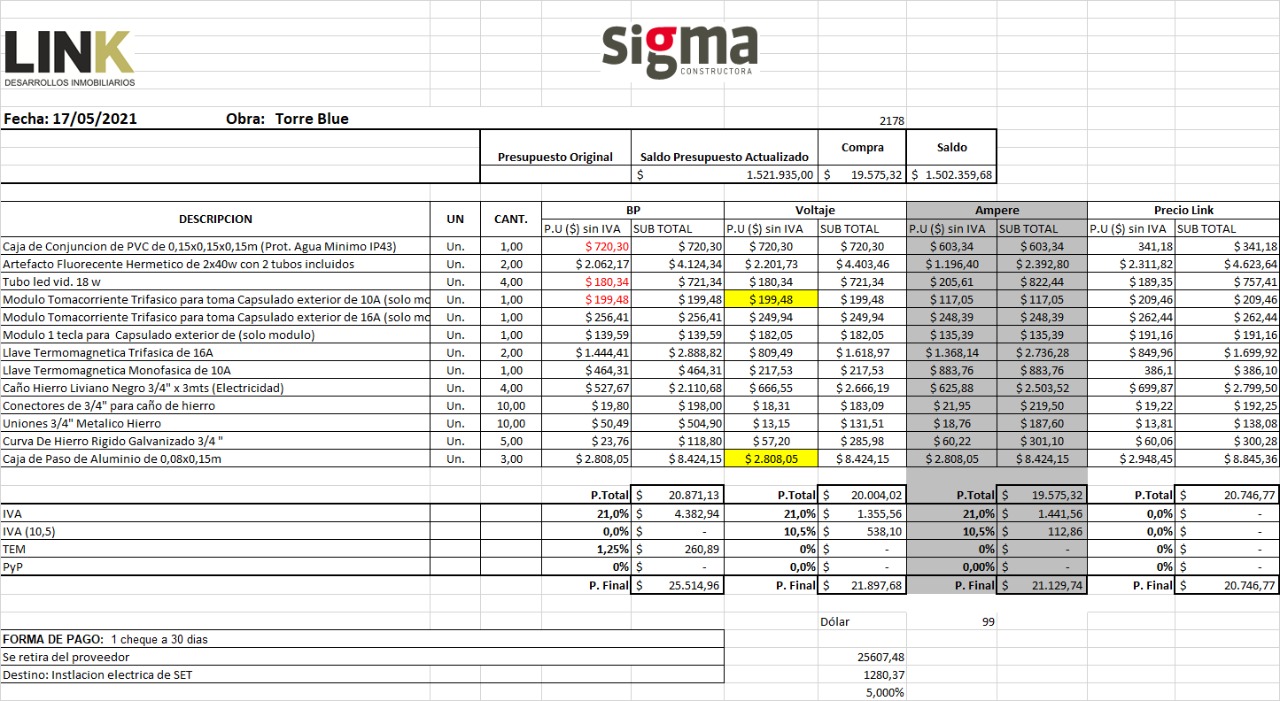 LINK
DESARROLLOS INMOBILIARIOS
sigma
CONSTRUCTORA
Fecha: 17/05/2021 Obra: Torre Blue 2178
Presupuesto Original Saldo Presupuesto Actualizado Compra Saldo
$ 1.521.935,00 $ 19.575,32 $ 1.502.359,68
DESCRIPCION UN CANT. BP Voltaje Ampere Precio Link
P.U ($) sin IVA SUB TOTAL P.U ($) sin IVA SUB TOTAL P.U ($) sin IVA SUB TOTAL P.U ($) sin IVA SUB TOTAL
Caja de Conjuncion de PVC de 0,15x0,15x0,15m (Prot. Agua Minimo IP43) Un. 1,00 $ 720,30 $ 720,30 $ 720,30 $ 720,30 $ 603,34 $ 603,34 341,18 $ 341,18
Artefacto Fluorecente Hermetico de 2x40w con 2 tubos incluidos Un. 2,00 $ 2.062,17 $ 4.124,34 $ 2.201,73 $ 4.403,46 $ 1.196,40 $ 2.392,80 $ 2.311,82 $ 4.623,64
Tubo led vid. 18 w Un. 4,00 $ 180,34 $ 721,34 $ 180,34 $ 721,34 $ 205,61 $ 822,44 $ 189,35 $ 757,41
Modulo Tomacorriente Trifasico para toma Capsulado exterior de 10A (solo mo Un. 1,00 $ 199,48 $ 199,48 $ 199,48 $ 199,48 $ 117,05 $ 117,05 $ 209,46 $ 209,46
Modulo Tomacorriente Trifasico para toma Capsulado exterior de 16A (solo mo Un. 1,00 $ 256,41 $ 256,41 $ 249,94 $ 249,94 $ 248,39 $ 248,39 $ 262,44 $ 262,44
Modulo 1 tecla para Capsulado exterior de (solo modulo) Un. 1,00 $ 139,59 $ 139,59 $ 182,05 $ 182,05 $ 135,39 $ 135,39 $ 191,16 $ 191,16
Llave Termomagnetica Trifasica de 16A Un. 2,00 $ 1.444,41 $ 2.888,82 $ 809,49 $ 1.618,97 $ 1.368,14 $ 2.736,28 $ 849,96 $ 1.699,92
Llave Termomagnetica Monofasica de 10A Un. 1,00 $ 464,31 $ 464,31 $ 217,53 $ 217,53 $ 883,76 $ 883,76 386,1 $ 386,10
Caño Hierro Liviano Negro 3/4" x 3mts (Electricidad) Un. 4,00 $ 527,67 $ 2.110,68 $ 666,55 $ 2.666,19 $ 625,88 $ 2.503,52 $ 699,87 $ 2.799,50
Conectores de 3/4" para caño de hierro Un. 10,00 $ 19,80 $ 198,00 $ 18,31 $ 183,09 $ 21,95 $ 219,50 $ 19,22 $ 192,25
Uniones 3/4" Metalico Hierro Un. 10,00 $ 50,49 $ 504,90 $ 13,15 $ 131,51 $ 18,76 $ 187,60 $ 13,81 $ 138,08
Curva De Hierro Rigido Galvanizado 3/4 " Un. 5,00 $ 23,76 $ 118,80 $ 57,20 $ 285,98 $ 60,22 $ 301,10 $ 60,06 $ 300,28
Caja de Paso de Aluminio de 0,08x0,15m Un. 3,00 $ 2.808,05 $ 8.424,15 $ 2.808,05 $ 8.424,15 $ 2.808,05 $ 8.424,15 $ 2.948,45 $ 8.845,36
P.Total $ 20.871,13 P.Total $ 20.004,02 P.Total $ 19.575,32 P.Total $ 20.746,77
IVA 21,0% $ 4.382,94 21,0% $ 1.355,56 21,0% $ 1.441,56 0,0% $ -
IVA (10,5) 0,0% $ - 10,5% $ 538,10 10,5% $ 112,86 0,0% $ -
TEM 1,25% $ 260,89 0% $ - 0% $ - 0% $ -
PyP 0% $ - 0,0% $ - 0,00% $ - 0% $ -
P. Final $ 25.514,96 P. Final $ 21.897,68 P. Final $ 21.129,74 P. Final $ 20.746,77
Dólar 99
FORMA DE PAGO: 1 cheque a 30 dias
Se retira del proveedor 25607,48
Destino: Instlacion electrica de SET 1280,37
5,000%